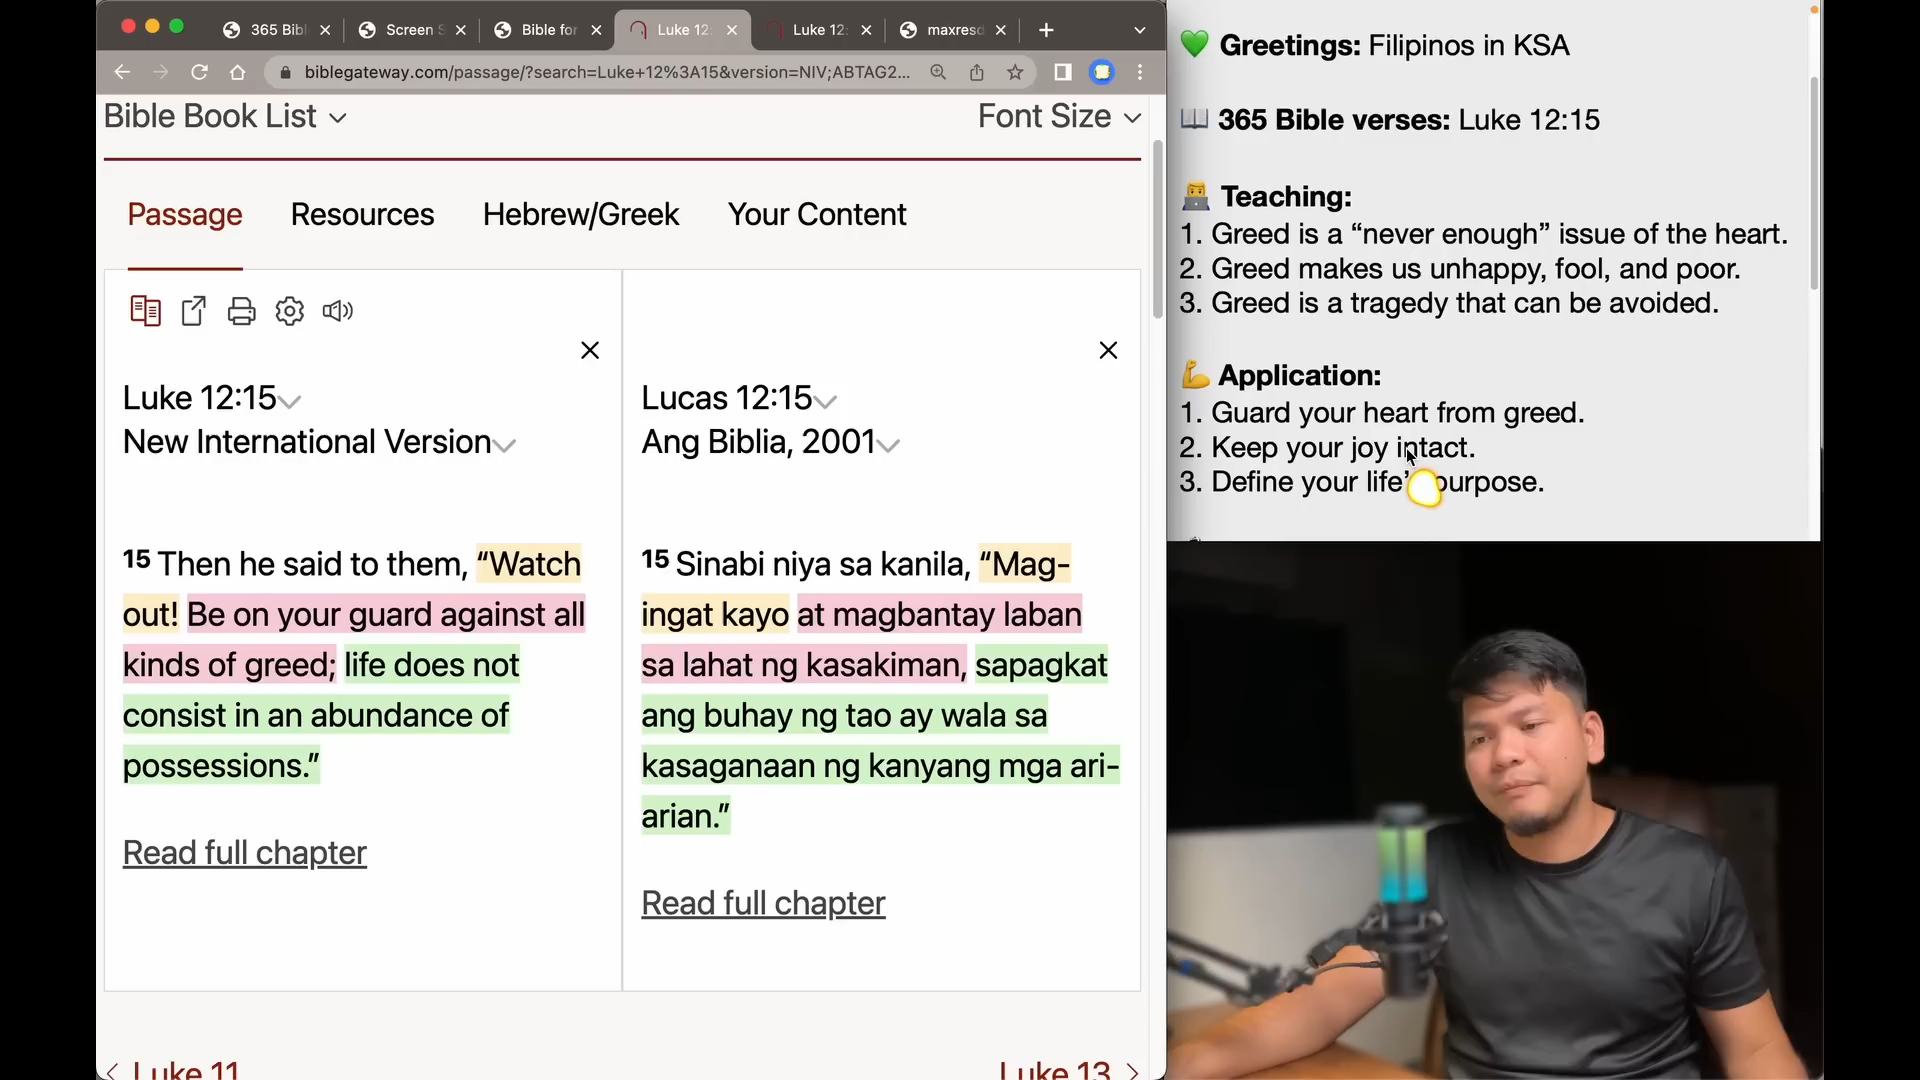 365 Bibl
Screen S
Bible for
Luke 12:
Luke 12:
maxresd
biblegateway.com/passage/?search=Luke+12%3A15&version=NIV;ABTAG2...
Bible Book List
Font Size
Passage
Resources
Hebrew/Greek
Your Content
Luke 12:15
New International Version
15 Then he said to them, “Watch
out! Be on your guard against all
kinds of greed; life does not
consist in an abundance of
possessions.”
Read full chapter
Lucas 12:15
Ang Biblia, 2001
15 Sinabi niya sa kanila, “Mag-
ingat kayo at magbantay laban
sa lahat ng kasakiman, sapagkat
ang buhay ng tao ay wala sa
kasaganaan ng kanyang mga ari-
arian.”
Read full chapter
Luke 11
Luke 13
Greetings: Filipinos in KSA
365 Bible verses: Luke 12:15
Teaching:
1. Greed is a “never enough” issue of the heart.
2. Greed makes us unhappy, fool, and poor.
3. Greed is a tragedy that can be avoided.
Application:
1. Guard your heart from greed.
2. Keep your joy intact.
3. Define your life’ purpose.